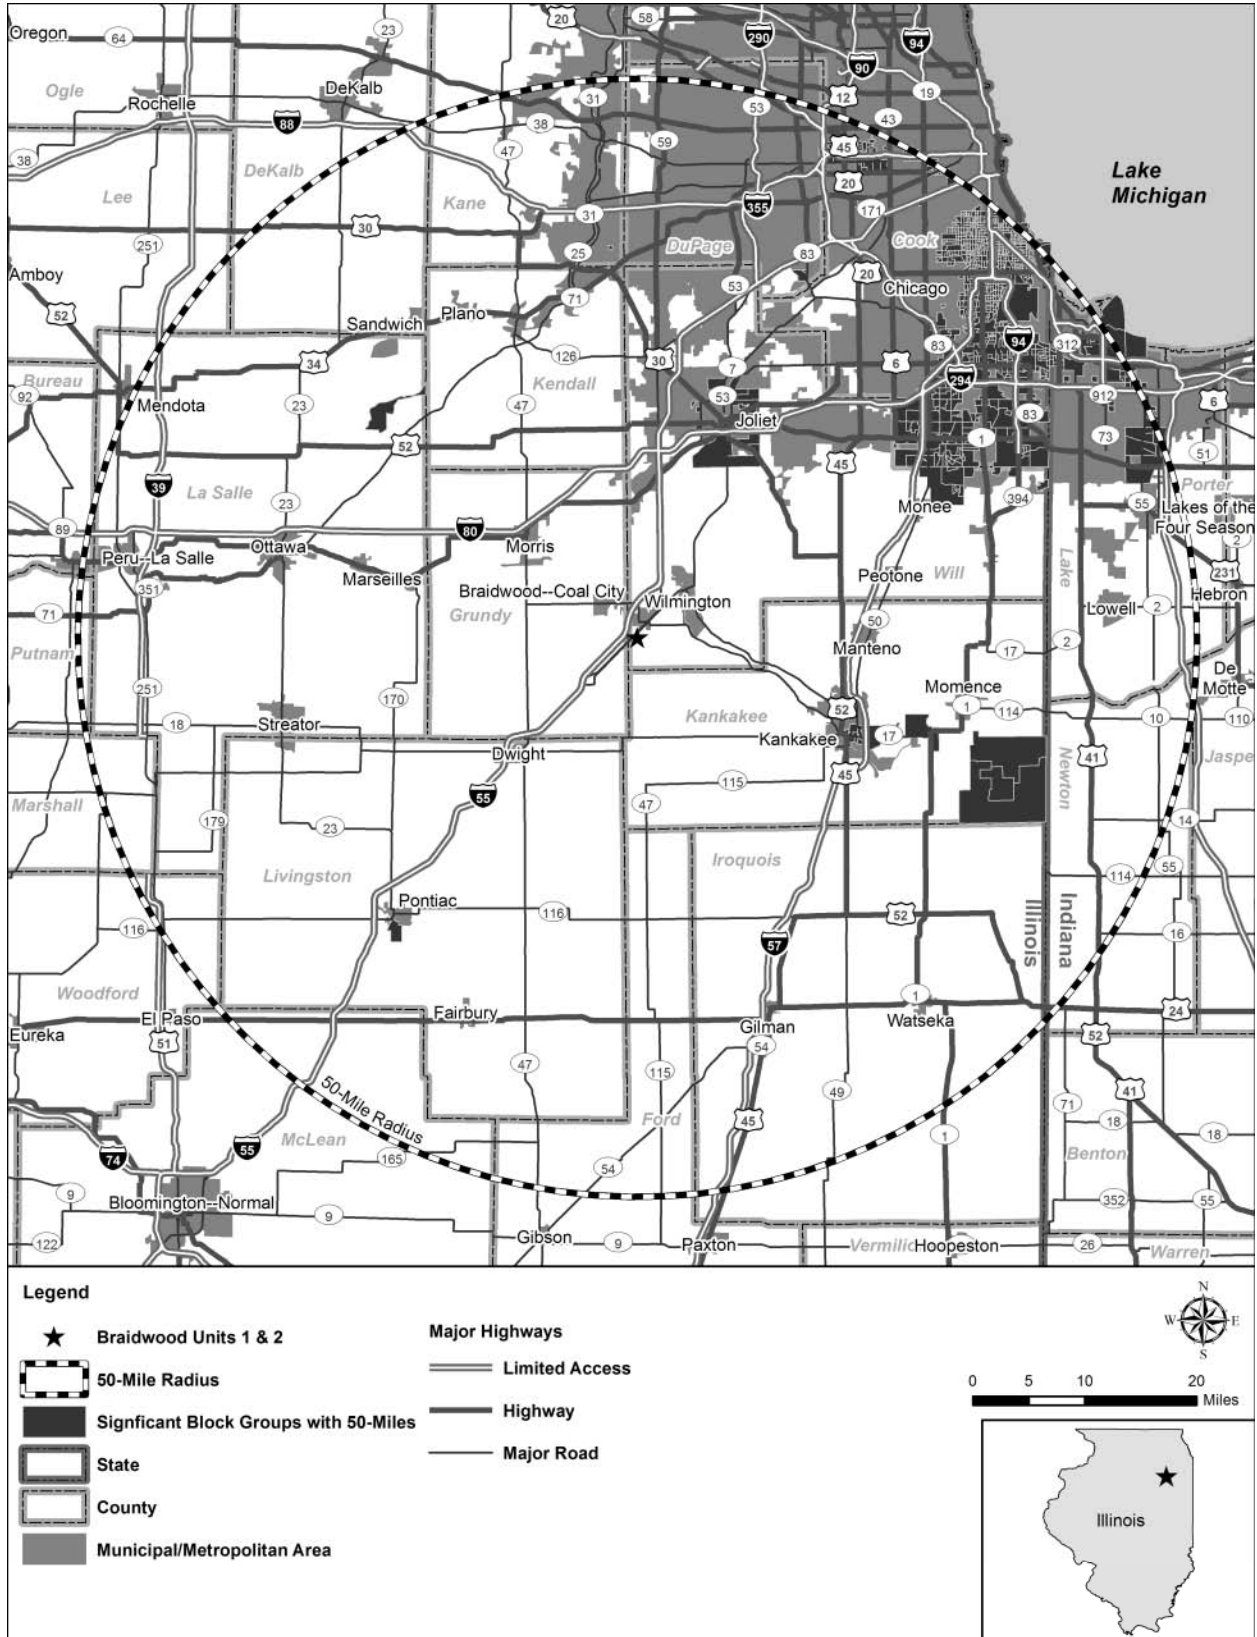 Oregon
64
23
20
58
290
94
90
Ogle
Rochelle
DeKalb
31
53
12
19
88
38
59
43
38
DeKalb
47
45
Lee
Kane
20
355
171
Lake
Michigan
31
30
251
DuPage
83
Cook
25
20
Amboy
71
53
Chicago
52
Sandwich
Plano
126
30
83
94
312
34
7
6
294
Bureau
Kendall
92
Mendota
23
47
53
912
6
Joliet
83
52
1
73
51
45
39
La Salle
394
Porter
23
Monee
55
Lakes of the
Four Season
89
80
Ottawa
Morris
2
Peru--La Salle
Marseilles
Peotone
Will
Lake
231
351
Braidwood--Coal City
Wilmington
Hebron
71
Grundy
50
Lowell
2
Putnam
Manteno
17
2
De
Motte
251
170
Momence
18
Streator
Kankakee
52
1
114
10
110
Kankakee
17
Dwight
45
41
Newton
Jaspe
Marshall
55
115
47
179
23
14
Livingston
Iroquois
55
114
Pontiac
116
52
Illinois
Indiana
116
57
16
Woodford
El Paso
Fairbury
1
Gilman
Watseka
24
Eureka
51
54
52
47
115
50-Mile Radius
49
41
71
Ford
45
18
18
McLean
55
1
74
165
54
Benton
9
352
55
Bloomington--Normal
9
122
Gibson
9
Paxton
Vermilic
Hoopeston
26
Warren
Legend
Braidwood Units 1 & 2
50-Mile Radius
Signficant Block Groups with 50-Miles
State
County
Municipal/Metropolitan Area
Major Highways
Limited Access
Highway
Major Road
N
W
E
S
0
5
10
20
Miles
Illinois